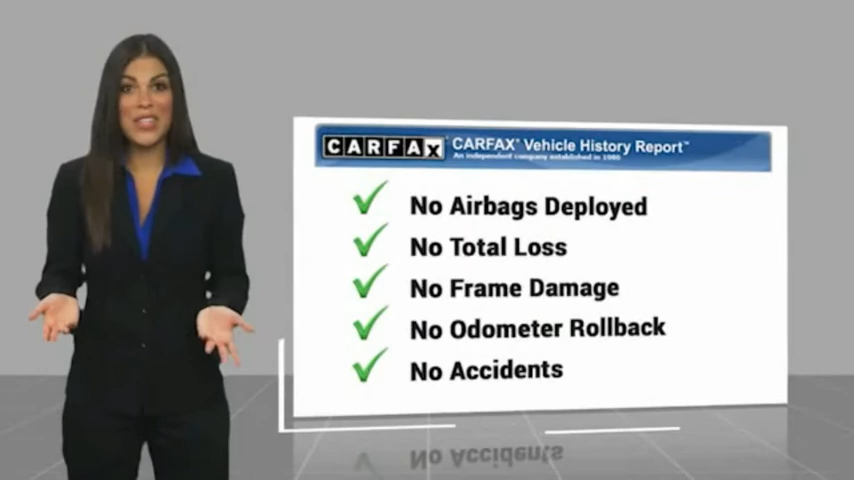 CARFAX CARFAX® Vehicle History Report™
An independent company established in 1986
No Airbags Deployed
No Total Loss
No Frame Damage
No Odometer Rollback
No Accidents
No Accidents